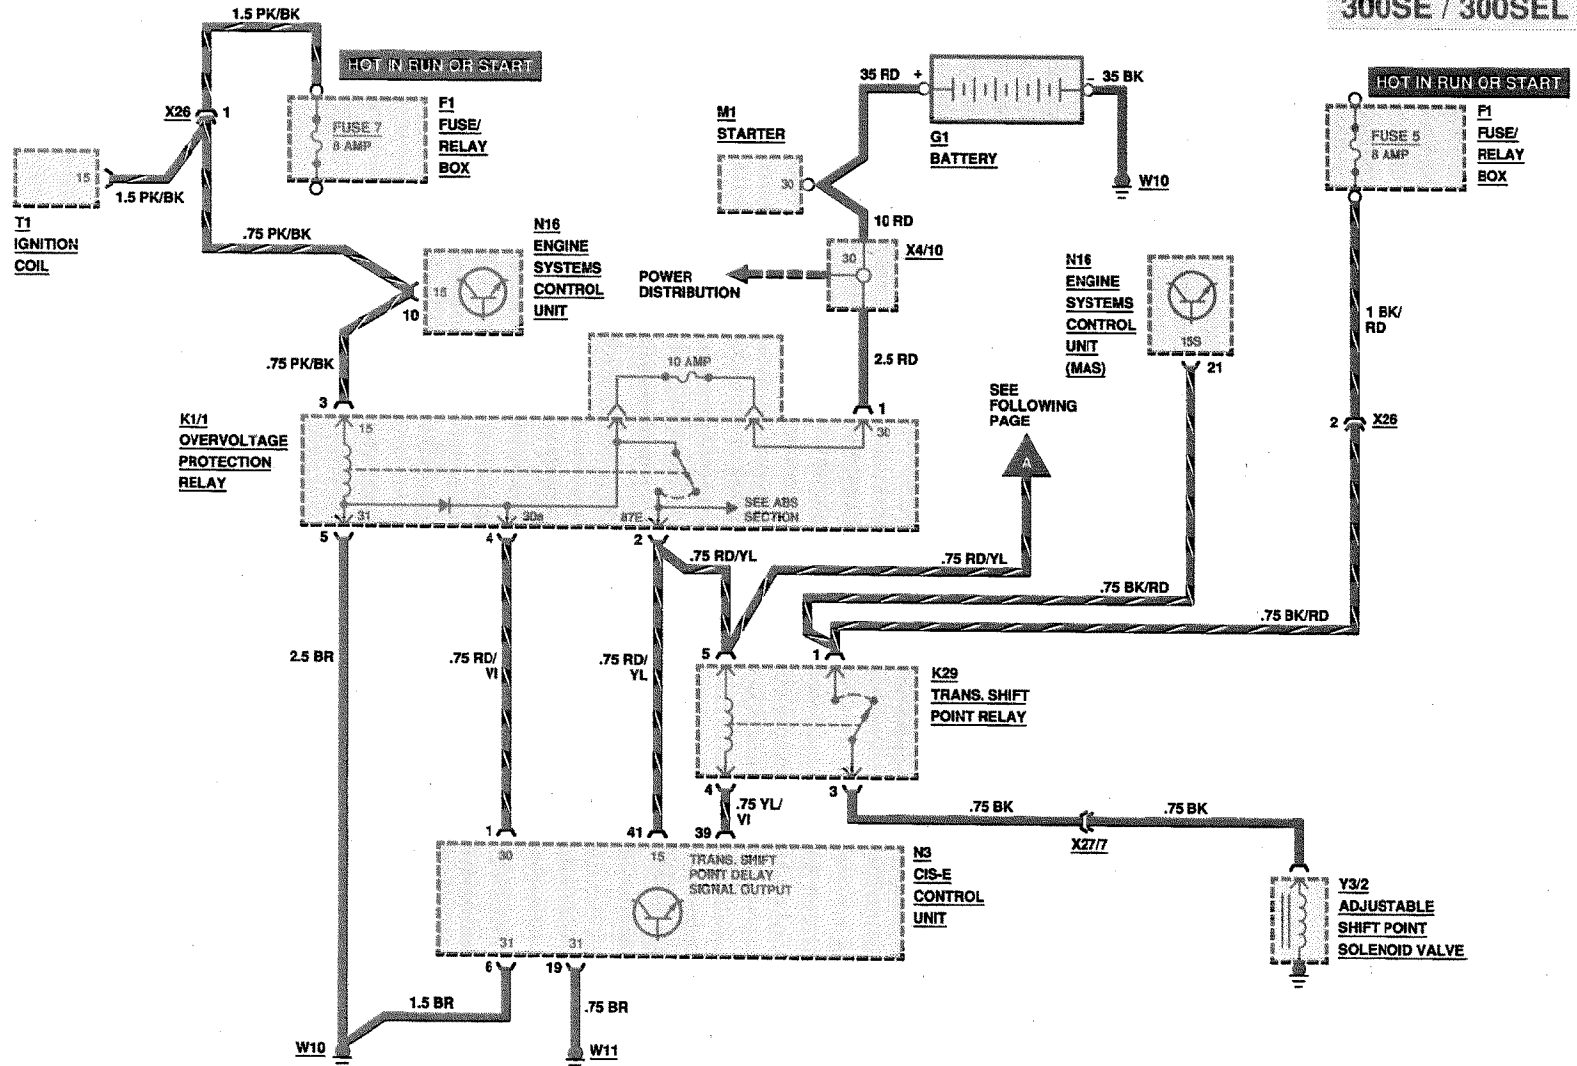 300SE / 300SEL
1.5 PK/BK
HOT IN RUN OR START
X26
1
FUSE 7
8 AMP
F1
FUSE/
RELAY
BOX
15
1.5 PK/BK
T1
IGNITION
COIL
.75 PK/BK
15
10
N16
ENGINE
SYSTEMS
CONTROL
UNIT
.75 PK/BK
3
35 RD
+
−
35 BK
G1
BATTERY
W10
M1
STARTER
30
10 RD
X4/10
30
POWER
DISTRIBUTION
2.5 RD
1
HOT IN RUN OR START
FUSE 5
8 AMP
F1
FUSE/
RELAY
BOX
1 BK/
RD
2
X26
N16
ENGINE
SYSTEMS
CONTROL
UNIT
(MAS)
15S
21
SEE
FOLLOWING
PAGE
A
10 AMP
K1/1
OVERVOLTAGE
PROTECTION
RELAY
15
30
31
30a
87E
SEE ABS
SECTION
5
4
2
.75 RD/YL
.75 RD/YL
.75 BK/RD
.75 BK/RD
2.5 BR
.75 RD/
VI
.75 RD/
YL
5
1
K29
TRANS. SHIFT
POINT RELAY
4
3
.75 YL/
VI
.75 BK
.75 BK
X27/7
1
41
39
30
15
TRANS. SHIFT
POINT DELAY
SIGNAL OUTPUT
31
31
N3
CIS-E
CONTROL
UNIT
6
19
1.5 BR
.75 BR
W10
W11
Y3/2
ADJUSTABLE
SHIFT POINT
SOLENOID VALVE